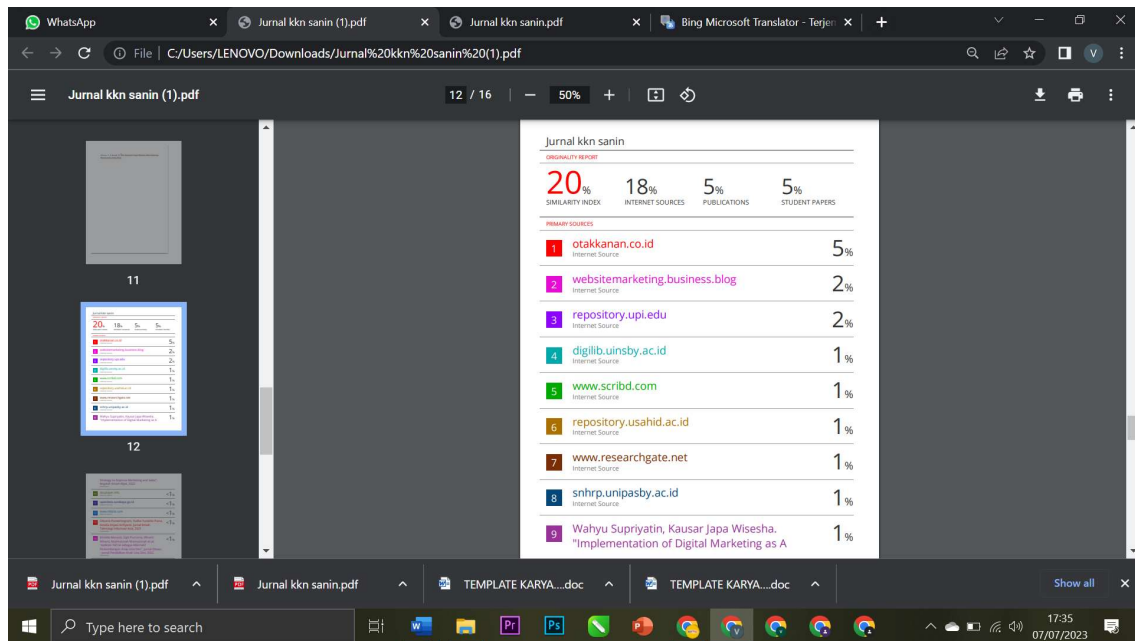 WhatsApp
Jurnal kkn sanin (1).pdf
Jurnal kkn sanin.pdf
Bing Microsoft Translator - Terjem
File | C:/Users/LENOVO/Downloads/Jurnal%20kkn%20sanin%20(1).pdf
V
Jurnal kkn sanin (1).pdf
12 / 16
50%
11
12
Jurnal kkn sanin
ORIGINALITY REPORT
20% 18% 5% 5%
SIMILARITY INDEX INTERNET SOURCES PUBLICATIONS STUDENT PAPERS
PRIMARY SOURCES
1 otakkanan.co.id 5%
Internet Source
2 websitemarketing.business.blog 2%
Internet Source
3 repository.upi.edu 2%
Internet Source
4 digilib.uinsby.ac.id 1%
Internet Source
5 www.scribd.com 1%
Internet Source
6 repository.usahid.ac.id 1%
Internet Source
7 www.researchgate.net 1%
Internet Source
8 snhrp.unipasby.ac.id 1%
Internet Source
9 Wahyu Supriyatin, Kausar Japa Wisesha. 1%
"Implementation of Digital Marketing as A
Jurnal kkn sanin (1).pdf
Jurnal kkn sanin.pdf
TEMPLATE KARYA....doc
TEMPLATE KARYA....doc
Show all
Type here to search
Pr
Ps
17:35
07/07/2023